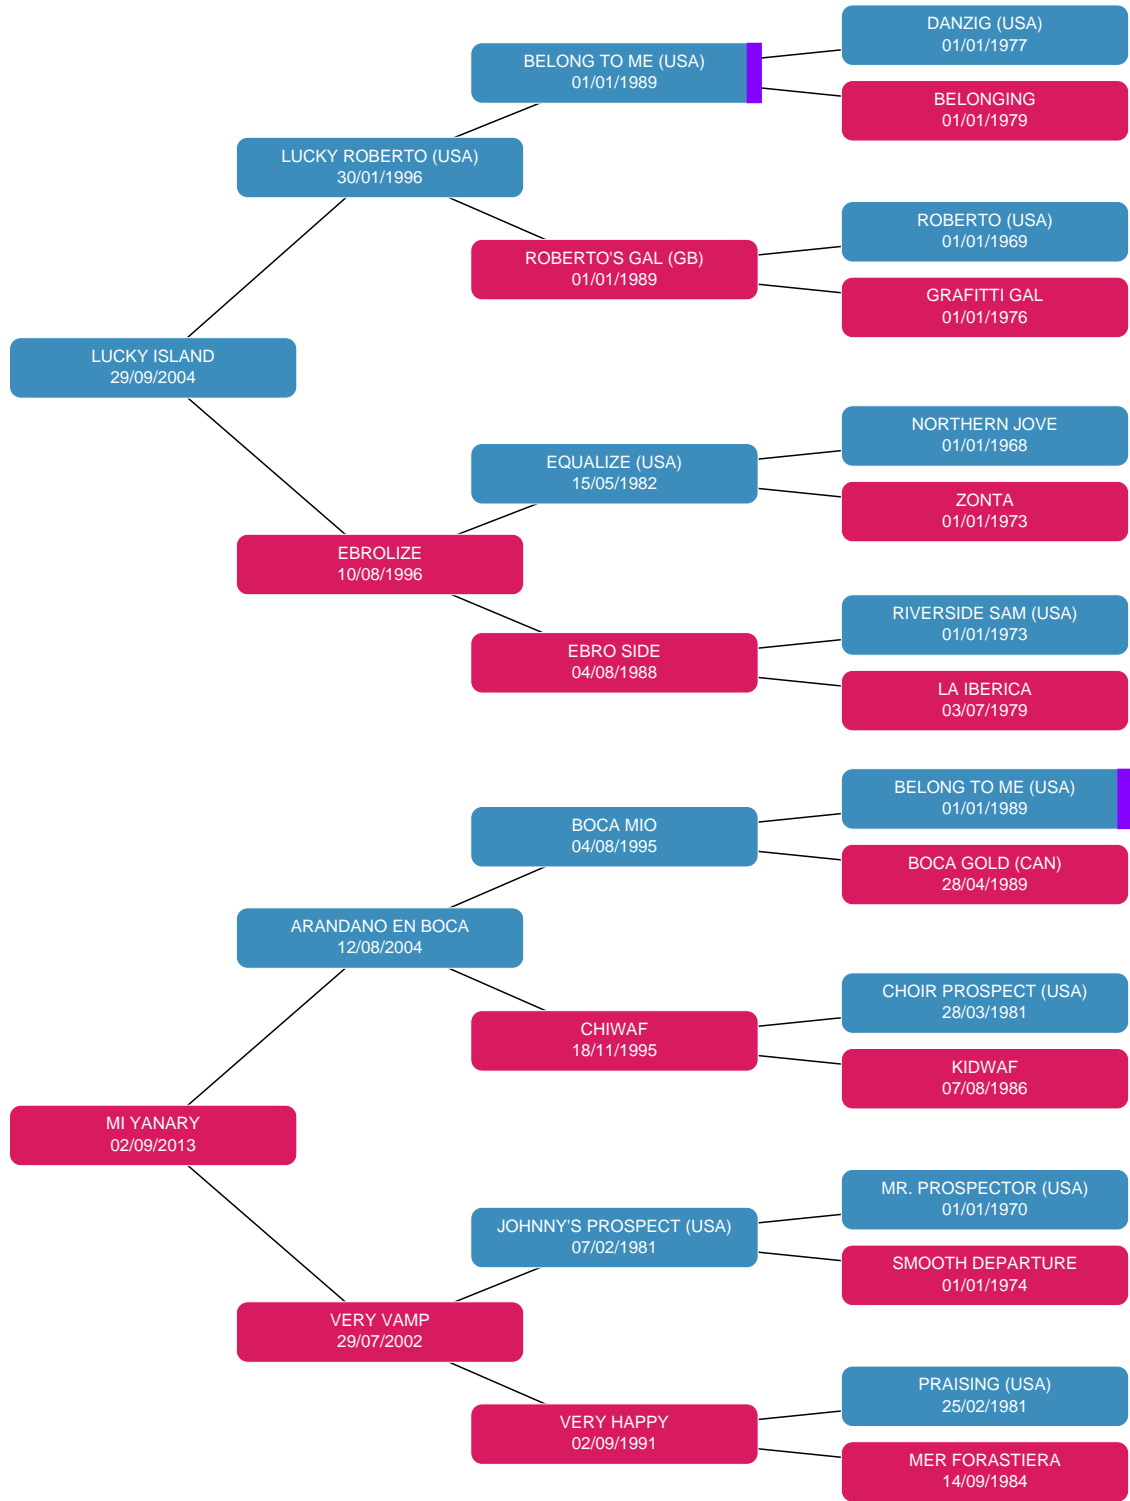 DANZIG (USA)
01/01/1977
BELONG TO ME (USA)
01/01/1989
BELONGING
01/01/1979
LUCKY ROBERTO (USA)
30/01/1996
ROBERTO (USA)
01/01/1969
ROBERTO'S GAL (GB)
01/01/1989
GRAFITTI GAL
01/01/1976
LUCKY ISLAND
29/09/2004
NORTHERN JOVE
01/01/1968
EQUALIZE (USA)
15/05/1982
ZONTA
01/01/1973
EBROLIZE
10/08/1996
RIVERSIDE SAM (USA)
01/01/1973
EBRO SIDE
04/08/1988
LA IBERICA
03/07/1979
BELONG TO ME (USA)
01/01/1989
BOCA MIO
04/08/1995
BOCA GOLD (CAN)
28/04/1989
ARANDANO EN BOCA
12/08/2004
CHOIR PROSPECT (USA)
28/03/1981
CHIWAF
18/11/1995
KIDWAF
07/08/1986
MI YANARY
02/09/2013
MR. PROSPECTOR (USA)
01/01/1970
JOHNNY'S PROSPECT (USA)
07/02/1981
SMOOTH DEPARTURE
01/01/1974
VERY VAMP
29/07/2002
PRAISING (USA)
25/02/1981
VERY HAPPY
02/09/1991
MER FORASTIERA
14/09/1984